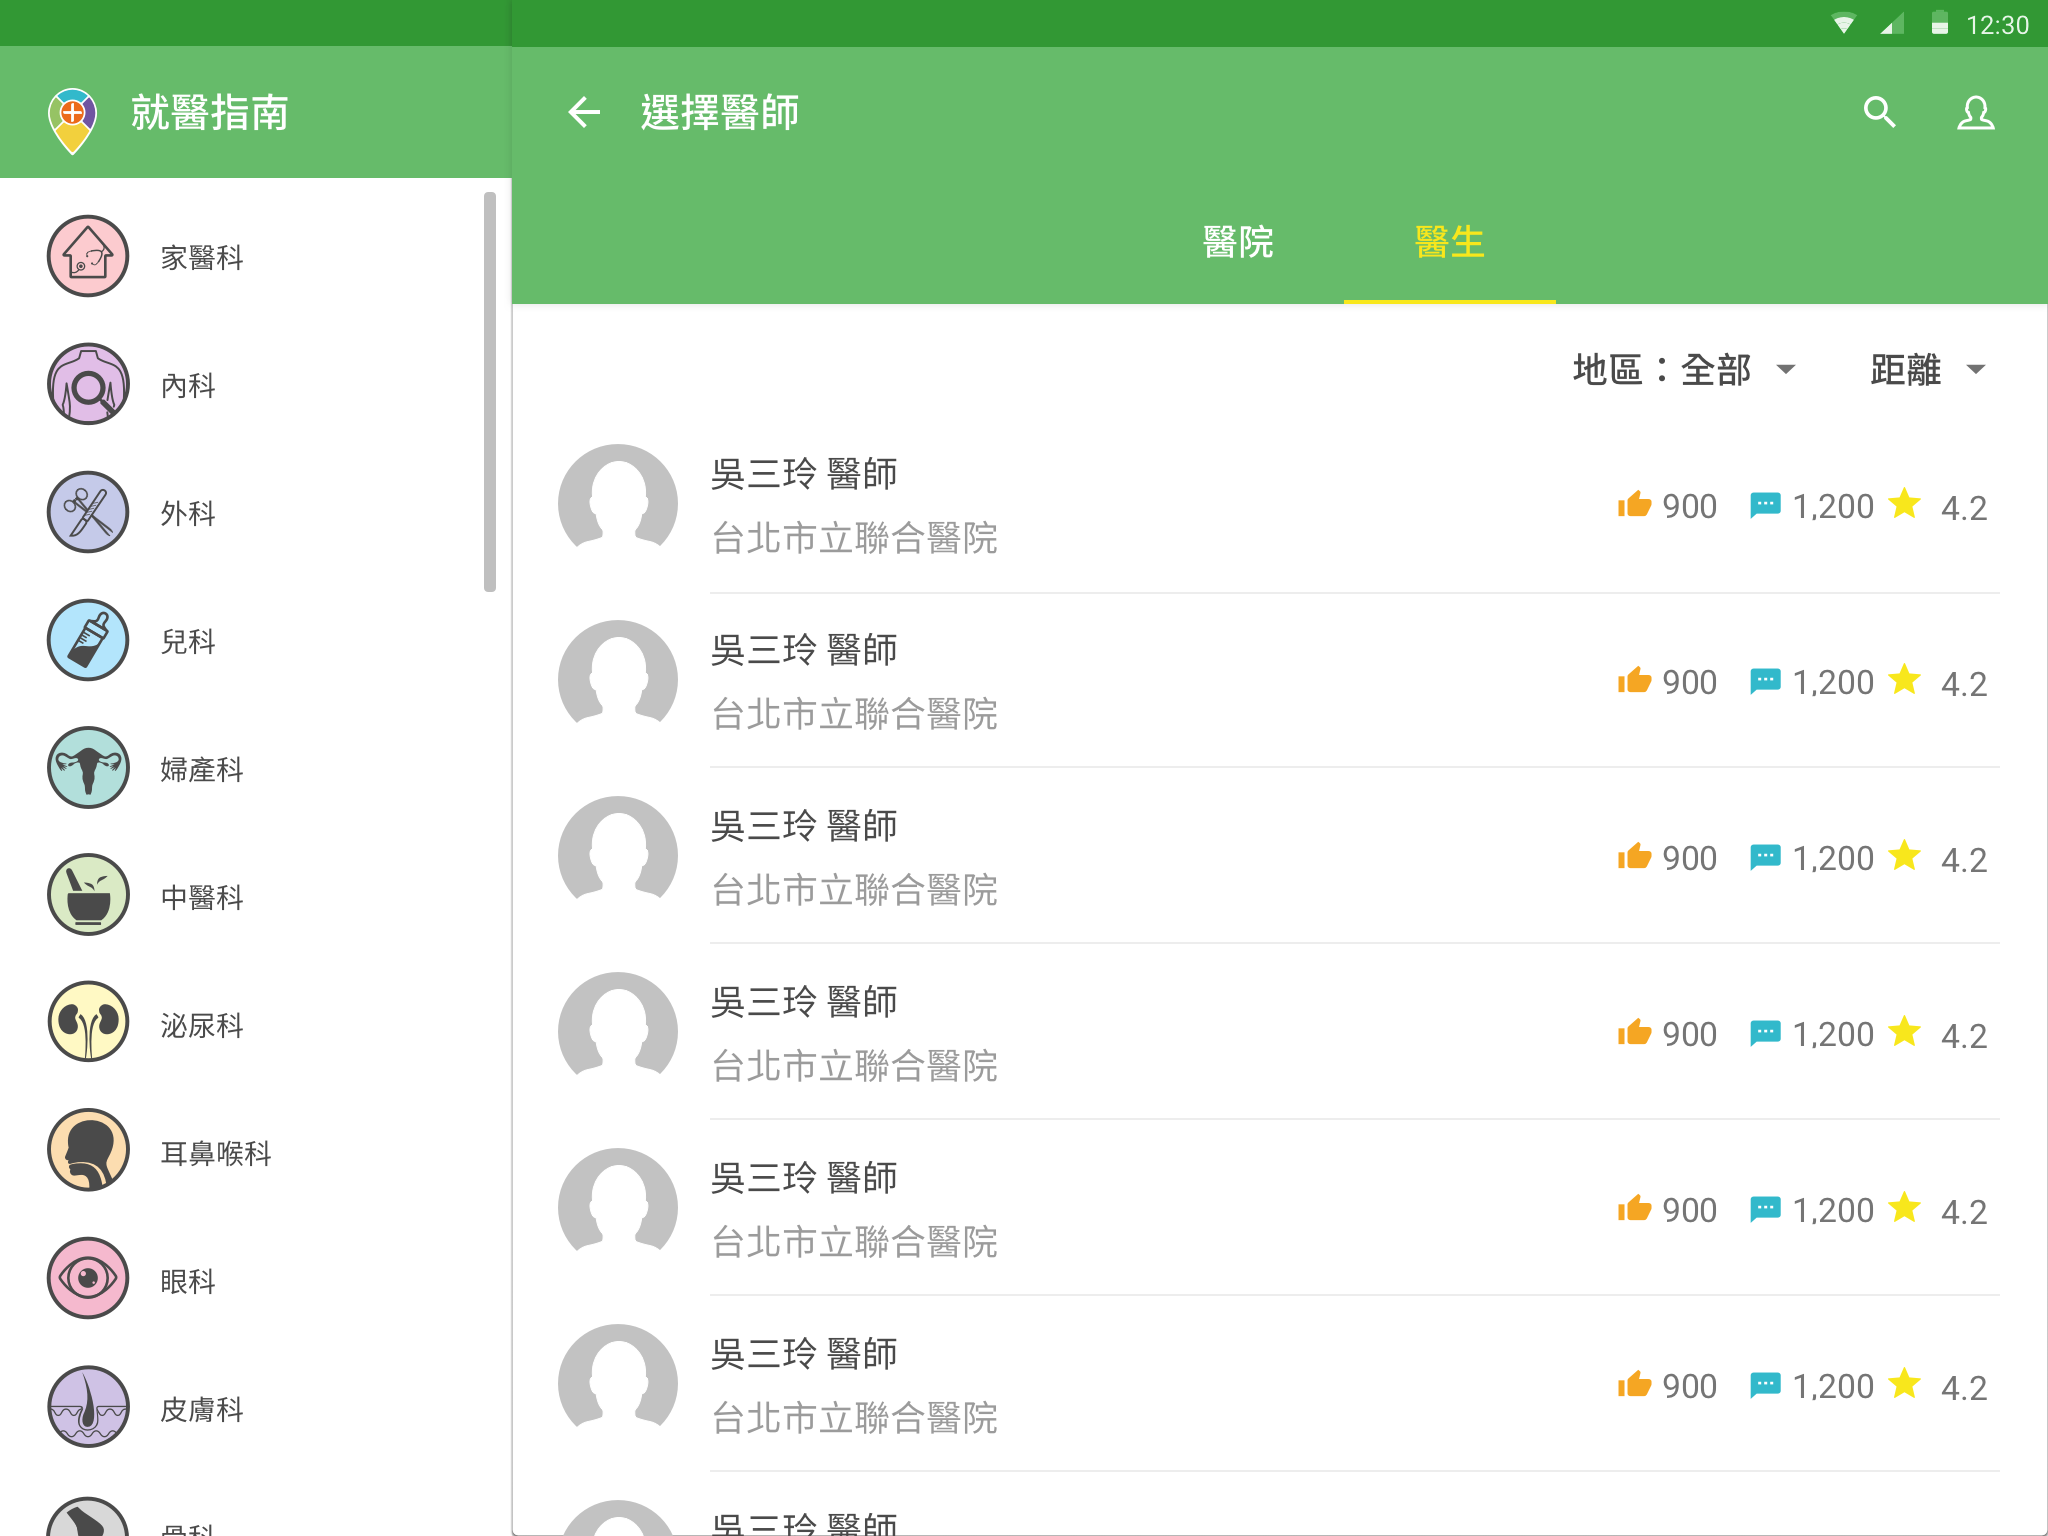 12:30
就醫指南
家醫科
內科
外科
兒科
婦產科
中醫科
泌尿科
耳鼻喉科
眼科
皮膚科
骨科
選擇醫師
醫院 醫生
地區：全部 距離
吳三玲 醫師
台北市立聯合醫院
900 1,200 4.2
吳三玲 醫師
台北市立聯合醫院
900 1,200 4.2
吳三玲 醫師
台北市立聯合醫院
900 1,200 4.2
吳三玲 醫師
台北市立聯合醫院
900 1,200 4.2
吳三玲 醫師
台北市立聯合醫院
900 1,200 4.2
吳三玲 醫師
台北市立聯合醫院
900 1,200 4.2
吳三玲 醫師